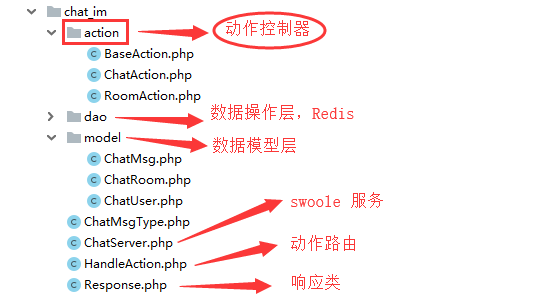 chat_im
action
动作控制器
BaseAction.php
ChatAction.php
RoomAction.php
dao
数据操作层，Redis
model
数据模型层
ChatMsg.php
ChatRoom.php
ChatUser.php
ChatMsgType.php
swoole 服务
ChatServer.php
动作路由
HandleAction.php
响应类
Response.php